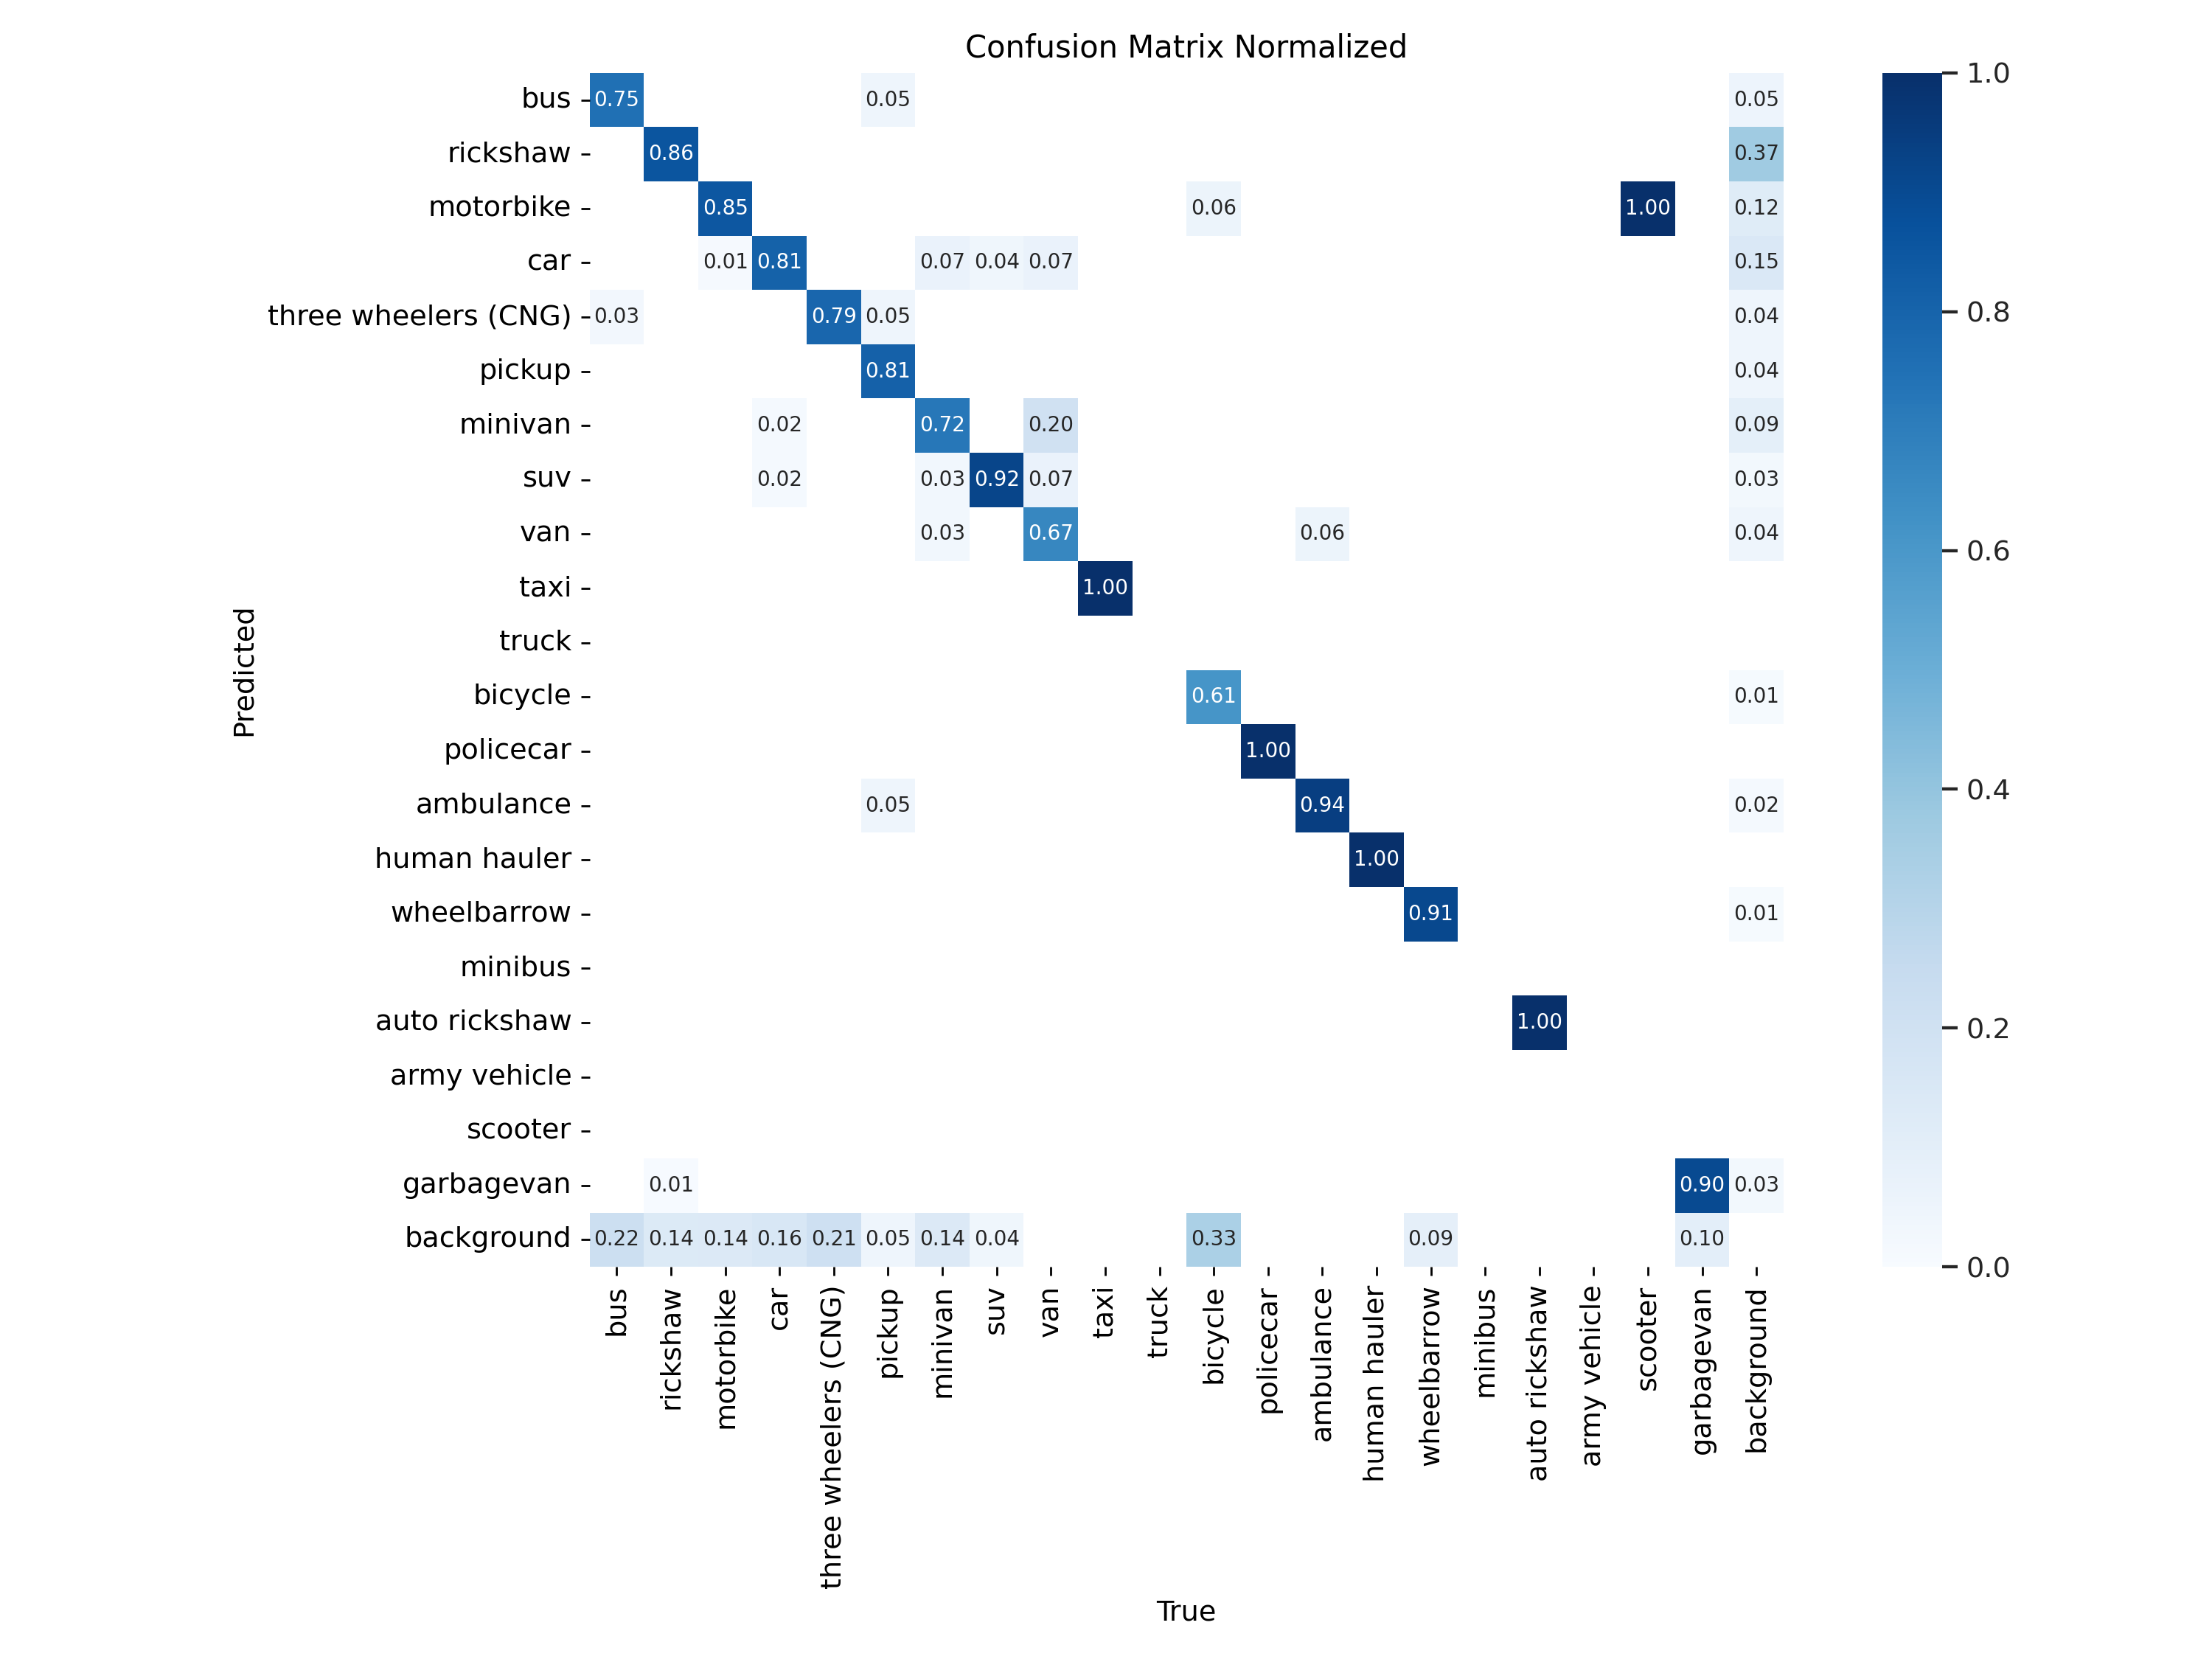 Confusion Matrix Normalized
bus 0.75 0.05 0.05
rickshaw 0.86 0.37
motorbike 0.85 0.06 1.00 0.12
car 0.01 0.81 0.07 0.04 0.07 0.15
three wheelers (CNG) 0.03 0.79 0.05 0.04
pickup 0.81 0.04
minivan 0.02 0.72 0.20 0.09
suv 0.02 0.03 0.92 0.07 0.03
van 0.03 0.67 0.06 0.04
taxi 1.00
truck
bicycle 0.61 0.01
policecar 1.00
ambulance 0.05 0.94 0.02
human hauler 1.00
wheelbarrow 0.91 0.01
minibus
auto rickshaw 1.00
army vehicle
scooter
garbagevan 0.01 0.90 0.03
background 0.22 0.14 0.14 0.16 0.21 0.05 0.14 0.04 0.33 0.09 0.10
Predicted
bus
rickshaw
motorbike
car
three wheelers (CNG)
pickup
minivan
suv
van
taxi
truck
bicycle
policecar
ambulance
human hauler
wheelbarrow
minibus
auto rickshaw
army vehicle
scooter
garbagevan
background
True
1.0
0.8
0.6
0.4
0.2
0.0